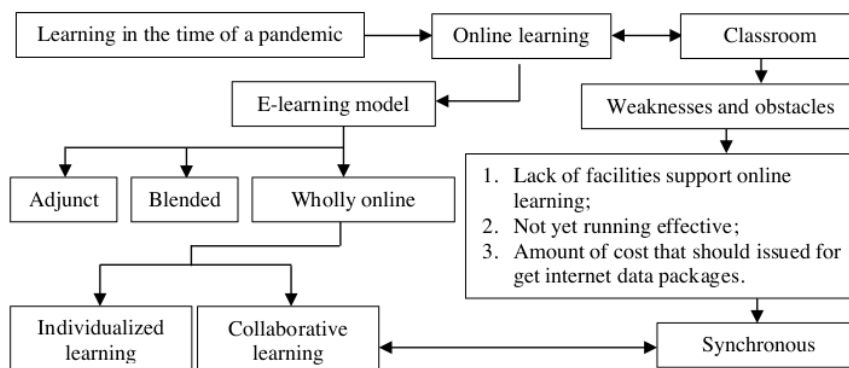 Learning in the time of a pandemic
Online learning
Classroom
E-learning model
Weaknesses and obstacles
Adjunct
Blended
Wholly online
1. Lack of facilities support online
learning;
2. Not yet running effective;
3. Amount of cost that should issued for
get internet data packages.
Individualized
learning
Collaborative
learning
Synchronous